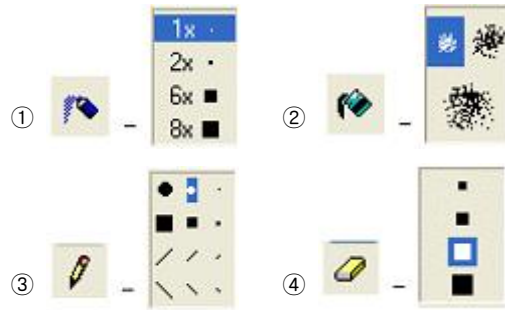 1x
2x
6x
8x
① –
② –
③ –
④ –